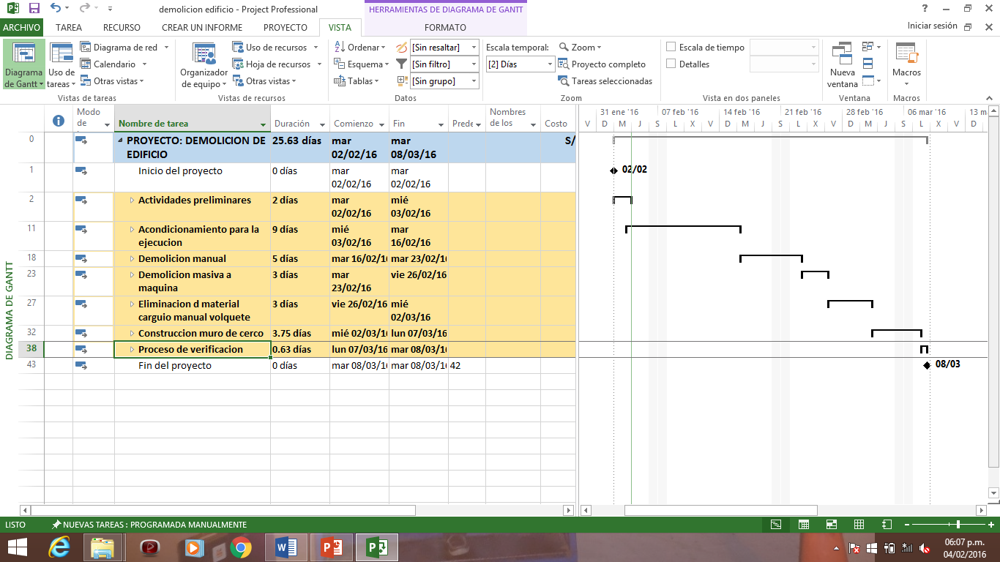 demolicion edificio - Project Professional
HERRAMIENTAS DE DIAGRAMA DE GANTT
ARCHIVO TAREA RECURSO CREAR UN INFORME PROYECTO VISTA FORMATO Iniciar sesión
Diagrama de Gantt
Uso de tareas
Diagrama de red
Calendario
Otras vistas
Vistas de tareas
Organizador de equipo
Uso de recursos
Hoja de recursos
Otras vistas
Vistas de recursos
Ordenar
Esquema
Tablas
[Sin resaltar]
[Sin filtro]
[Sin grupo]
Datos
Escala temporal:
[2] Días
Zoom
Proyecto completo
Tareas seleccionadas
Zoom
Escala de tiempo
Detalles
Vista en dos paneles
Nueva ventana
Ventana
Macros
Macros
Modo de
Nombre de tarea
Duración
Comienzo
Fin
Prede
Nombres de los
Costo
31 ene '16 07 feb '16 14 feb '16 21 feb '16 28 feb '16 06 mar '16 13 m
V D M J S L X V D M J S L X V D M J S L X V D
0 PROYECTO: DEMOLICION DE EDIFICIO 25.63 días mar 02/02/16 mar 08/03/16 S/
1 Inicio del proyecto 0 días mar 02/02/16 mar 02/02/16
02/02
2 Actividades preliminares 2 días mar 02/02/16 mié 03/02/16
11 Acondicionamiento para la ejecucion 9 días mié 03/02/16 mar 16/02/16
18 Demolicion manual 5 días mar 16/02/16 mar 23/02/16
23 Demolicion masiva a maquina 3 días mar 23/02/16 vie 26/02/16
27 Eliminacion d material carguio manual volquete 3 días vie 26/02/16 mié 02/03/16
32 Construccion muro de cerco 3.75 días mié 02/03/16 lun 07/03/16
38 Proceso de verificacion 0.63 días lun 07/03/16 mar 08/03/16
43 Fin del proyecto 0 días mar 08/03/16 mar 08/03/16 42
08/03
DIAGRAMA DE GANTT
LISTO NUEVAS TAREAS : PROGRAMADA MANUALMENTE
06:07 p.m.
04/02/2016